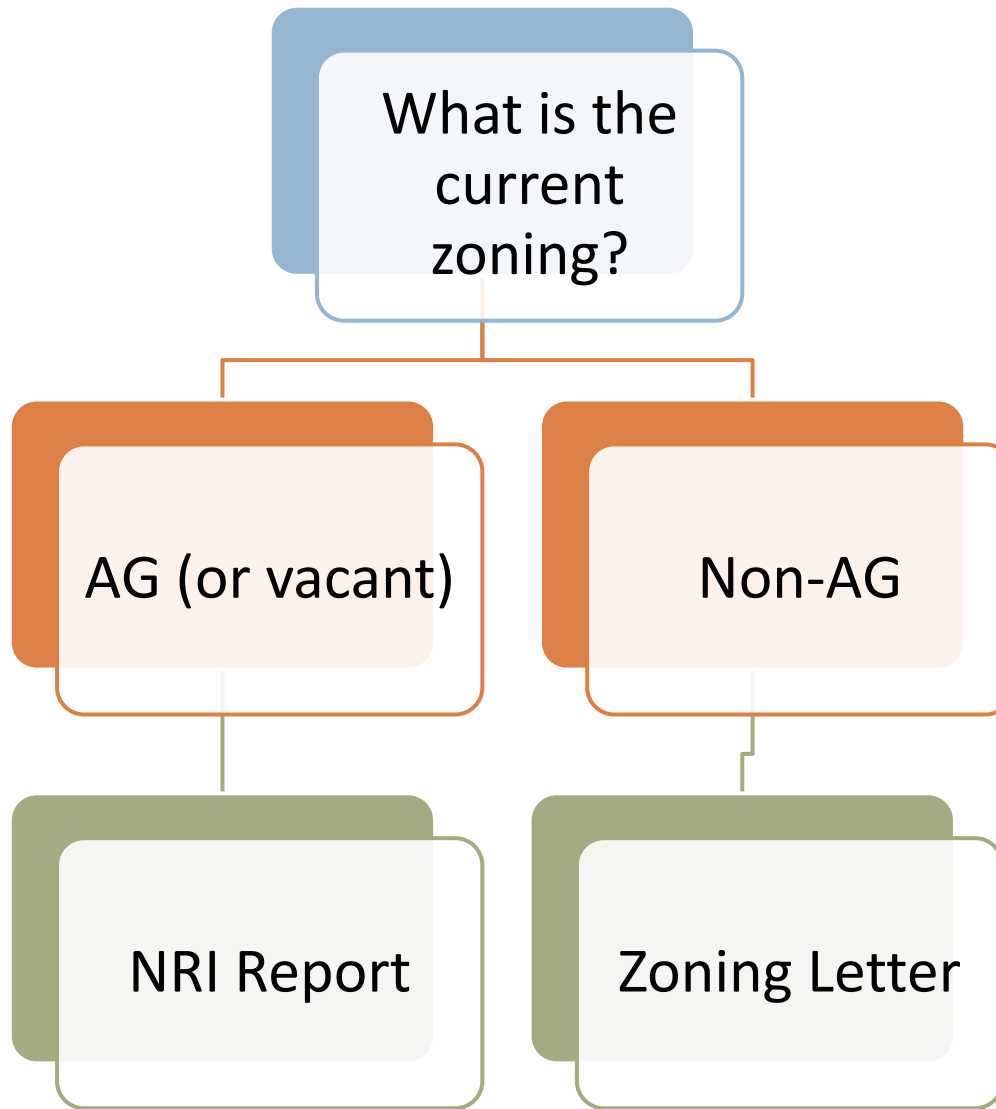 What is the
current
zoning?
AG (or vacant)
Non-AG
NRI Report
Zoning Letter